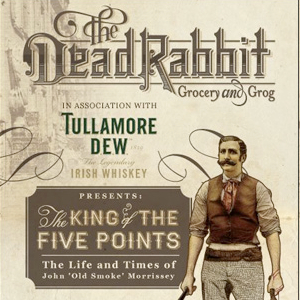 The
Dead Rabbit
Grocery and Grog
IN ASSOCIATION WITH
TULLAMORE
DEW
The Legendary
IRISH WHISKEY
PRESENTS:
The KING of THE
FIVE POINTS
The Life and Times of
John 'Old Smoke' Morrissey